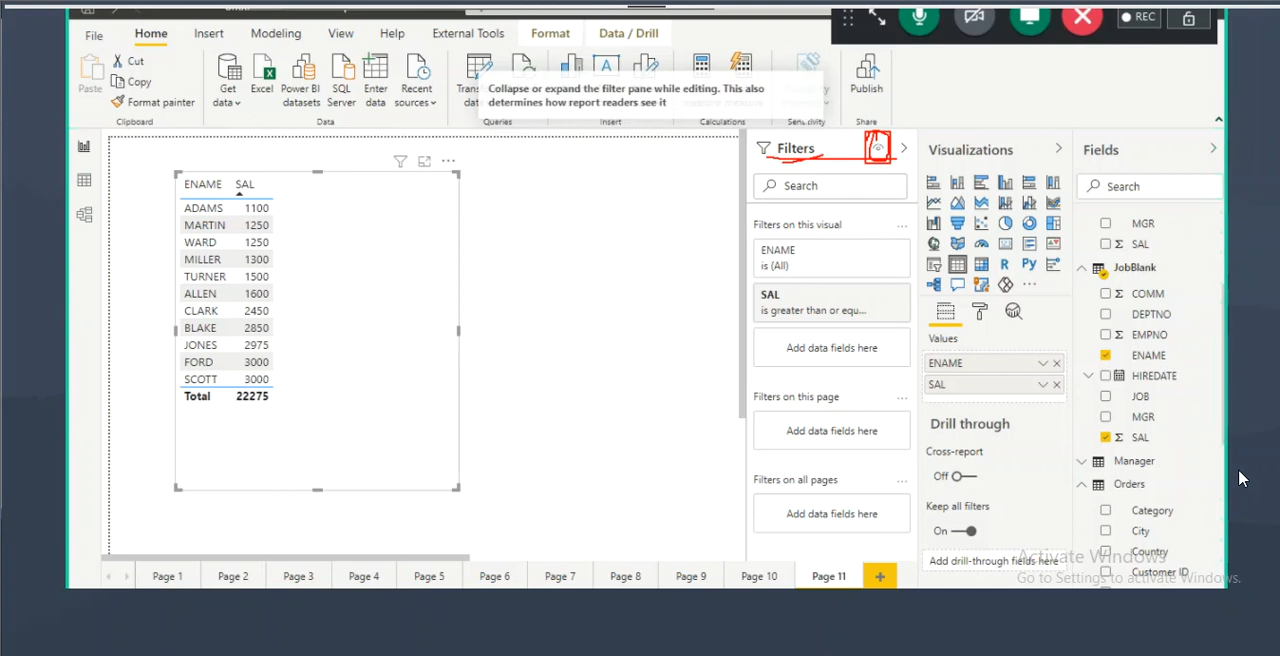 REC
File Home Insert Modeling View Help External Tools Format Data / Drill
Paste
Cut
Copy
Format painter
Clipboard
Get data
Excel
Power BI datasets
SQL Server
Enter data
Recent sources
Data
Queries
Insert
Calculations
Publish
Share
Collapse or expand the filter pane while editing. This also
determines how report readers see it
ENAME SAL
ADAMS 1100
MARTIN 1250
WARD 1250
MILLER 1300
TURNER 1500
ALLEN 1600
CLARK 2450
BLAKE 2850
JONES 2975
FORD 3000
SCOTT 3000
Total 22275
Filters
Search
Filters on this visual
ENAME
is (All)
SAL
is greater than or equ...
Add data fields here
Filters on this page
Add data fields here
Filters on all pages
Add data fields here
Visualizations
R Py
Values
ENAME
SAL
Drill through
Cross-report
Off
Keep all filters
On
Add drill-through fields here
Fields
Search
MGR
Σ SAL
JobBlank
Σ COMM
DEPTNO
Σ EMPNO
ENAME
HIREDATE
JOB
MGR
Σ SAL
Manager
Orders
Category
City
Country
Customer ID
Activate Windows
Go to Settings to activate Windows.
Page 1 Page 2 Page 3 Page 4 Page 5 Page 6 Page 7 Page 8 Page 9 Page 10 Page 11 +